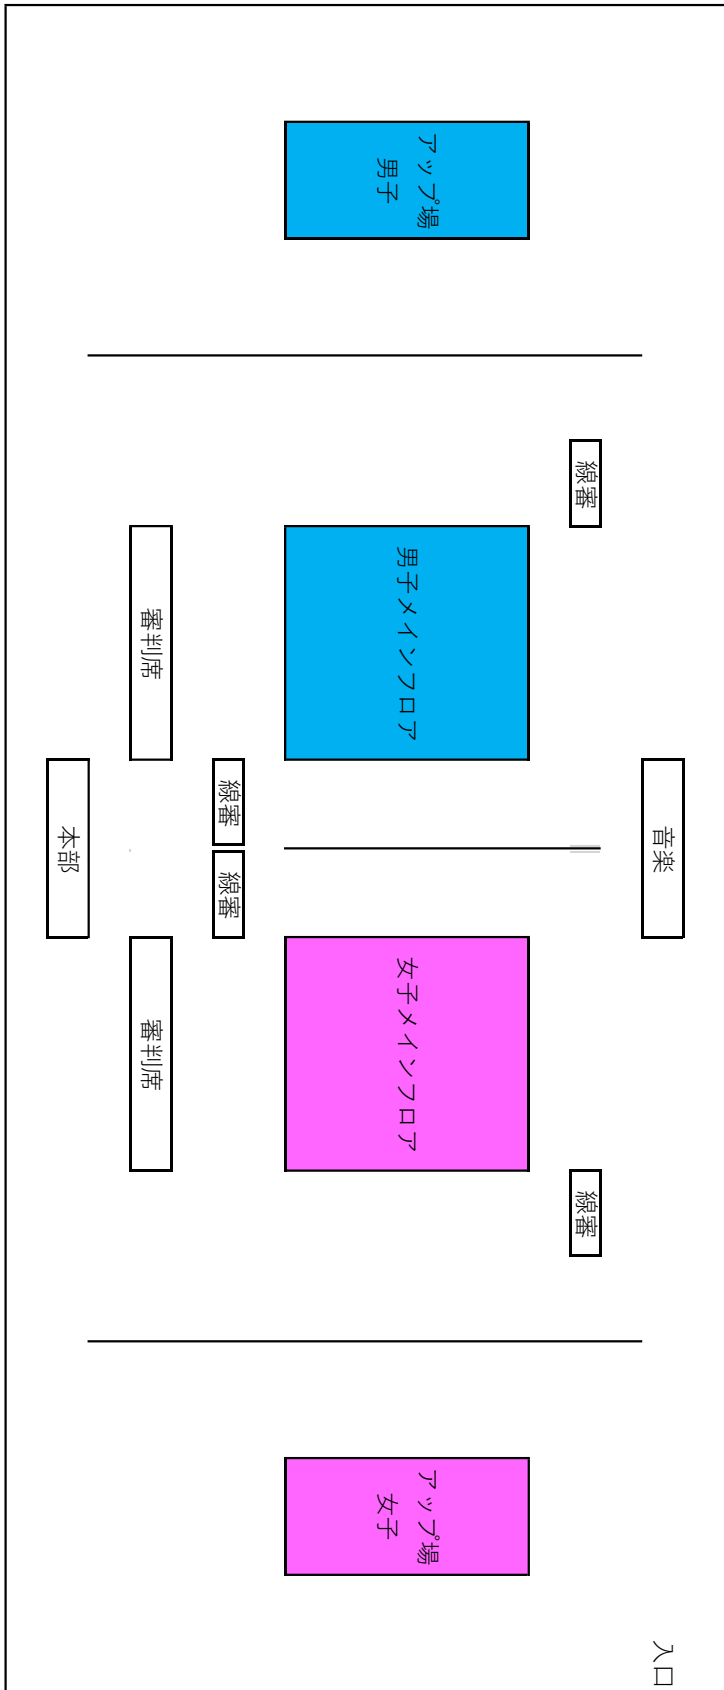 アップ場
男子
線審
男子メインフロア
審判席
線審
音楽
本部
線審
女子メインフロア
審判席
線審
アップ場
女子
入口